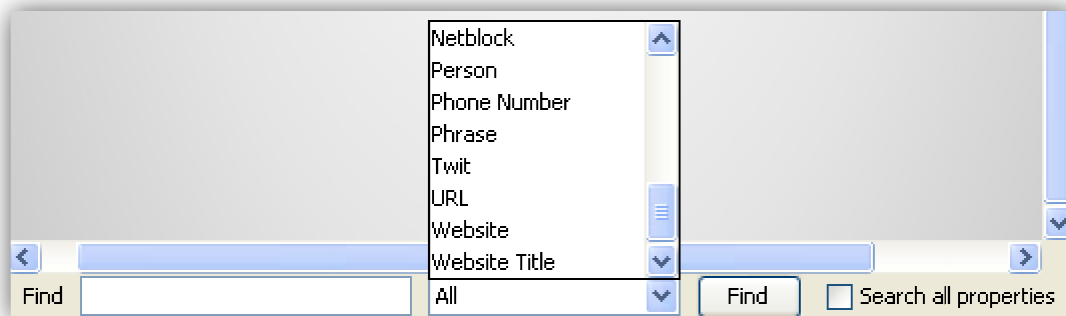 Netblock
Person
Phone Number
Phrase
Twit
URL
Website
Website Title
Find All Find Search all properties